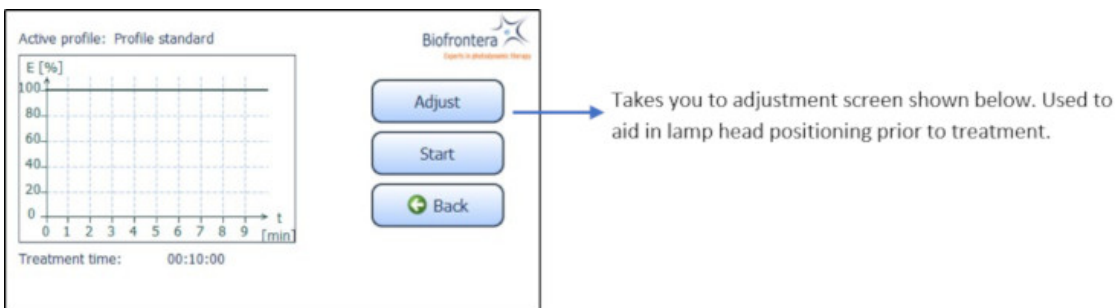 Active profile: Profile standard
Biofrontera
Experts in photodynamic therapy
E [%]
100
80
60
40
20
0
0 1 2 3 4 5 6 7 8 9
t
[min]
Treatment time: 00:10:00
Adjust
Start
Back
Takes you to adjustment screen shown below. Used to
aid in lamp head positioning prior to treatment.